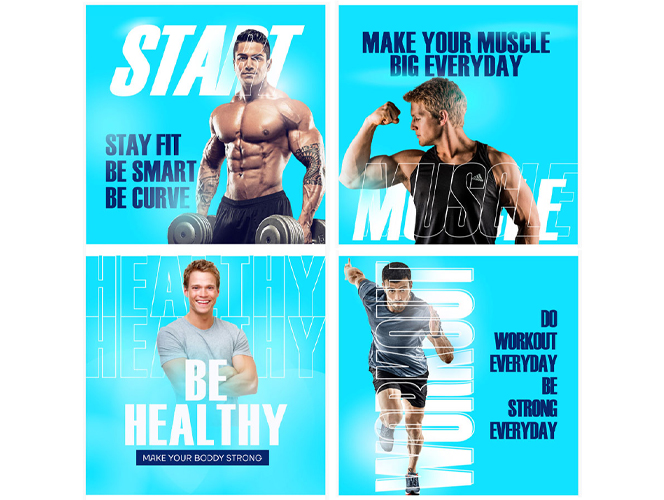 START
STAY FIT
BE SMART
BE CURVE
MAKE YOUR MUSCLE
BIG EVERYDAY
MUSCLE
HEALTHY
HEALTHY
BE
HEALTHY
MAKE YOUR BODDY STRONG
WORKOUT
DO
WORKOUT
EVERYDAY
BE
STRONG
EVERYDAY